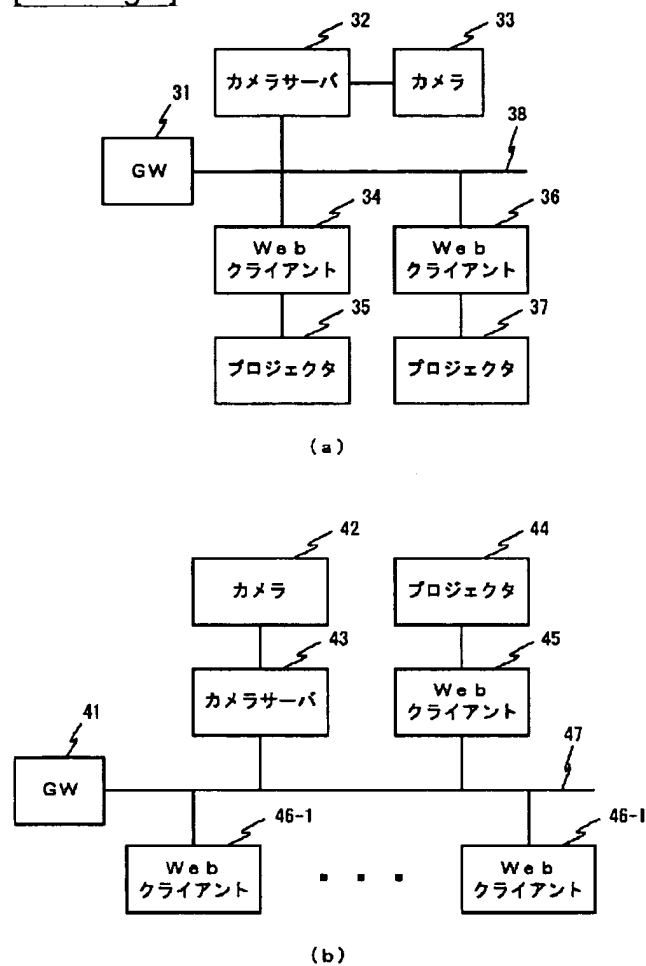 32
33
カメラサーバ
カメラ
31
GW
38
34
36
Web
クライアント
Web
クライアント
35
37
プロジェクタ
プロジェクタ
(a)
42
44
カメラ
プロジェクタ
43
45
カメラサーバ
Web
クライアント
41
GW
47
46-1
46-I
Web
クライアント
・・・
Web
クライアント
(b)